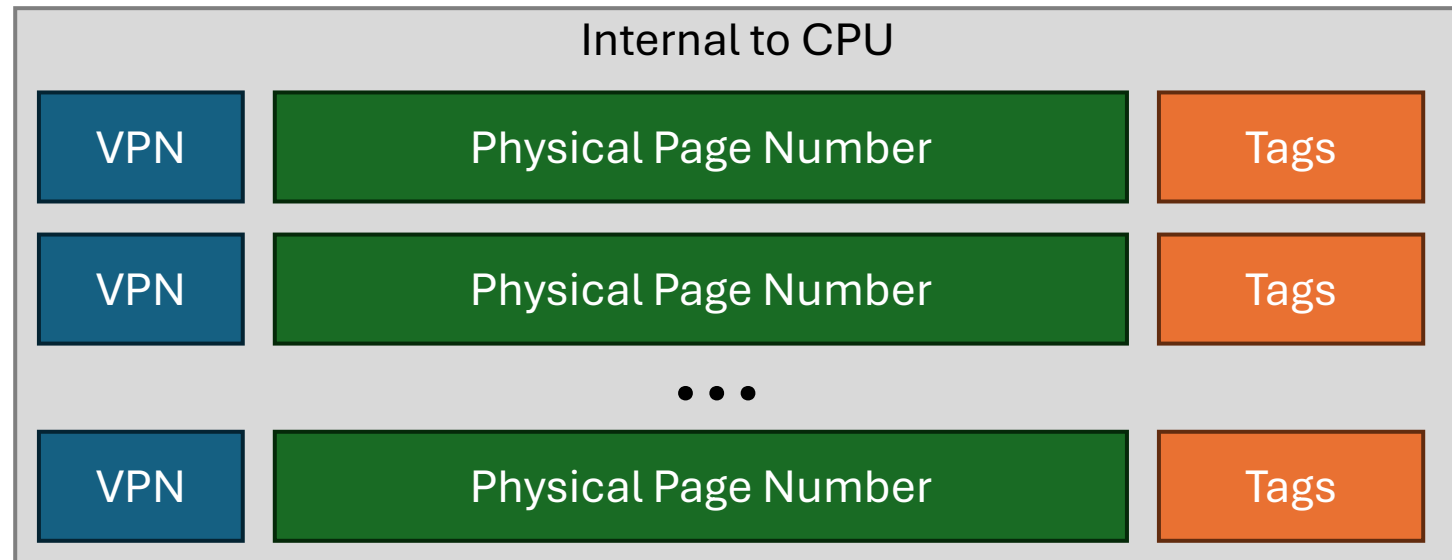 Internal to CPU
VPN Physical Page Number Tags
VPN Physical Page Number Tags
•••
VPN Physical Page Number Tags